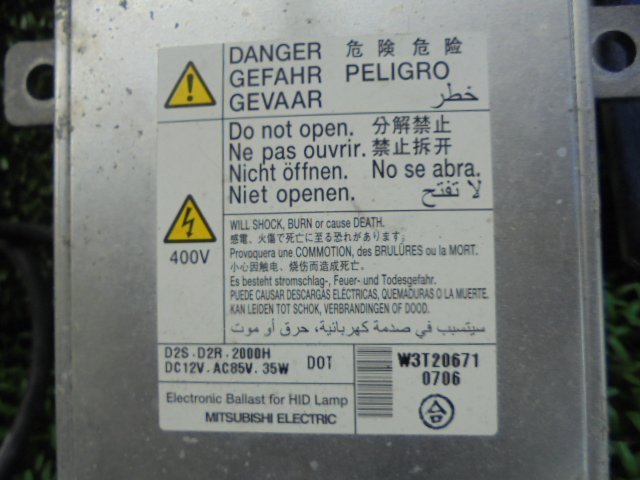 DANGER 危険 危险
GEFAHR PELIGRO
GEVAAR خطر
Do not open. 分解禁止
Ne pas ouvrir. 禁止拆开
Nicht öffnen. No se abra.
Niet openen. لا تفتح
400V
WILL SHOCK, BURN or cause DEATH.
感電、火傷で死亡に至る恐れがあります。
Provoquera une COMMOTION, des BRULÛRES ou la MORT.
小心因触电、烧伤而造成死亡。
Es besteht stromschlag-, Feuer- und Todesgefahr.
PUEDE CAUSAR DESCARGAS ELÉCTRICAS, QUEMADURAS O LA MUERTE.
KAN LEIDEN TOT SCHOK, VERBRANDINGEN OF DOOD.
سيتسبب في صدمة كهربائية، حرق أو موت
D2S.D2R.2000H
DC12V.AC85V.35W DOT
W3T20671
0706
Electronic Ballast for HID Lamp
MITSUBISHI ELECTRIC
合